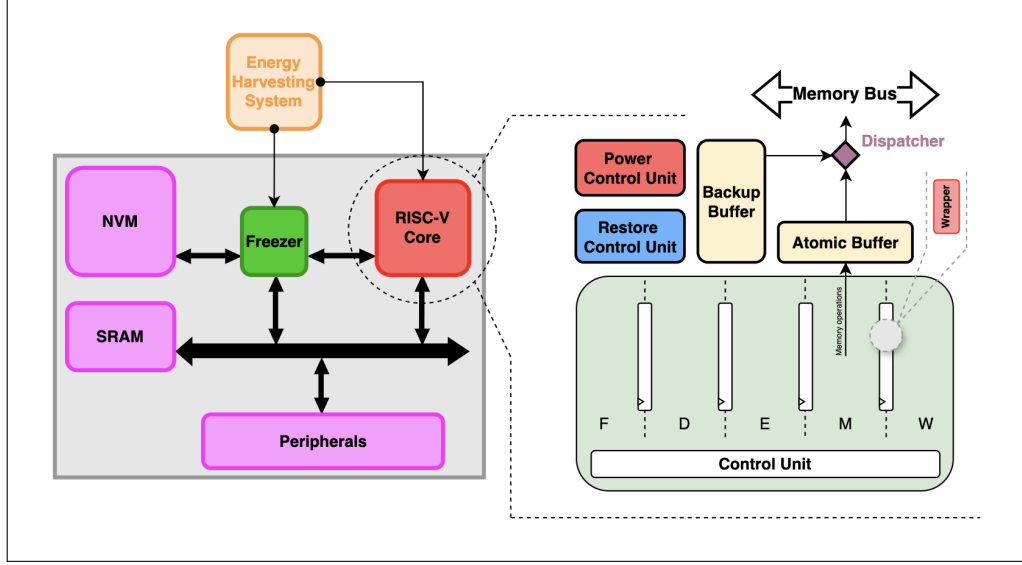 Energy
Harvesting
System
NVM
Freezer
RISC-V
Core
SRAM
Peripherals
Memory Bus
Dispatcher
Power
Control Unit
Backup
Buffer
Restore
Control Unit
Atomic Buffer
Wrapper
Memory operations
F
D
E
M
W
Control Unit